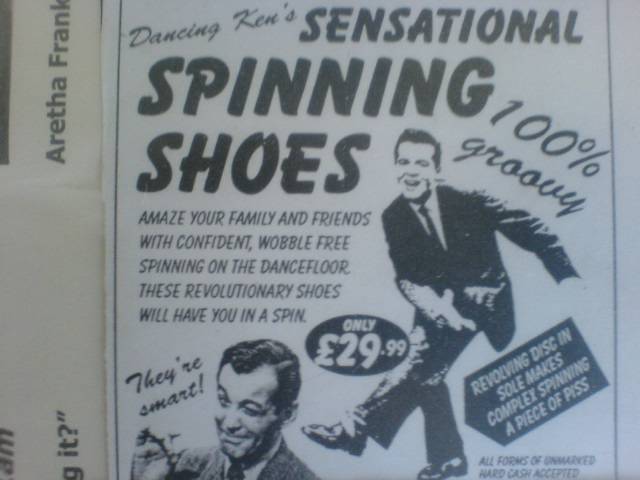 Aretha Frank
am
g it?”
Dancing Ken's SENSATIONAL
SPINNING
SHOES
100%
groovy
AMAZE YOUR FAMILY AND FRIENDS
WITH CONFIDENT, WOBBLE FREE
SPINNING ON THE DANCEFLOOR.
THESE REVOLUTIONARY SHOES
WILL HAVE YOU IN A SPIN.
ONLY
£29.99
They're
smart!
REVOLVING DISC IN
SOLE MAKES
COMPLEX SPINNING
A PIECE OF PISS
ALL FORMS OF UNMARKED
HARD CASH ACCEPTED